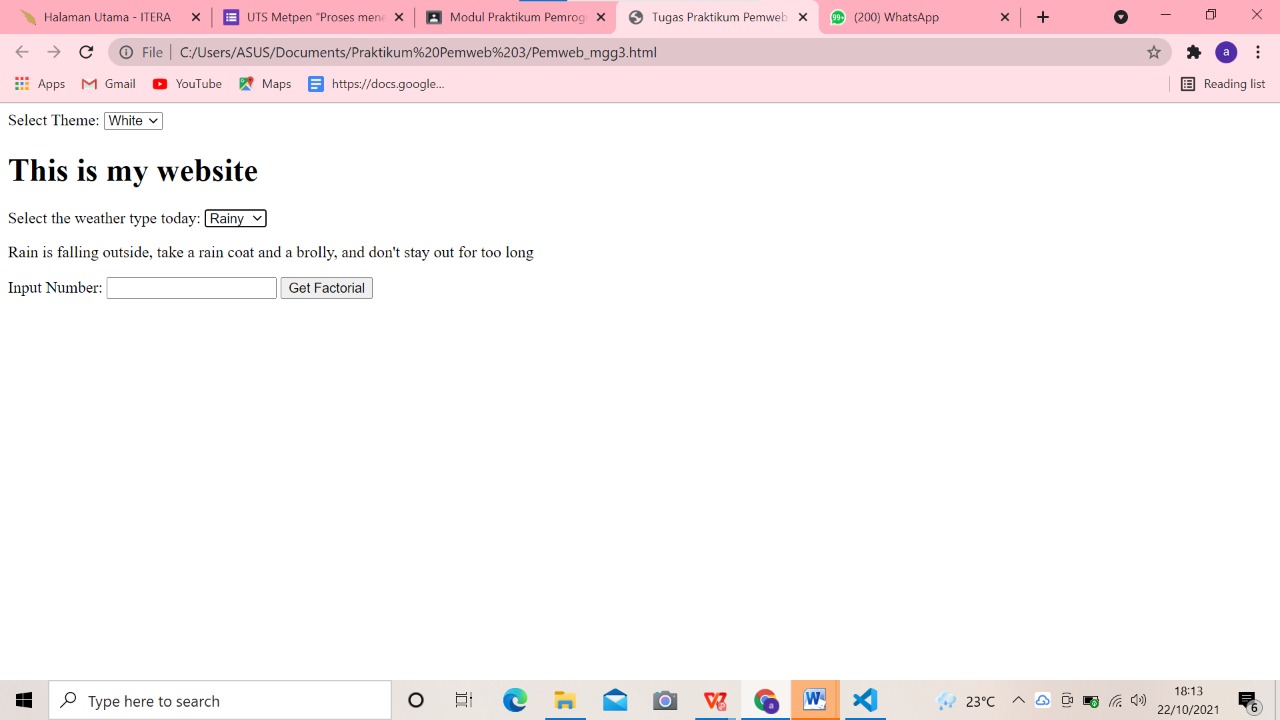 Halaman Utama - ITERA
UTS Metpen "Proses mene
Modul Praktikum Pemrog
Tugas Praktikum Pemweb
99+
(200) WhatsApp
File
C:/Users/ASUS/Documents/Praktikum%20Pemweb%203/Pemweb_mgg3.html
a
Apps
Gmail
YouTube
Maps
https://docs.google...
Reading list
Select Theme: White
This is my website
Select the weather type today: Rainy
Rain is falling outside, take a rain coat and a brolly, and don't stay out for too long
Input Number: Get Factorial
Type here to search
a
W
23°C
18:13
22/10/2021
6